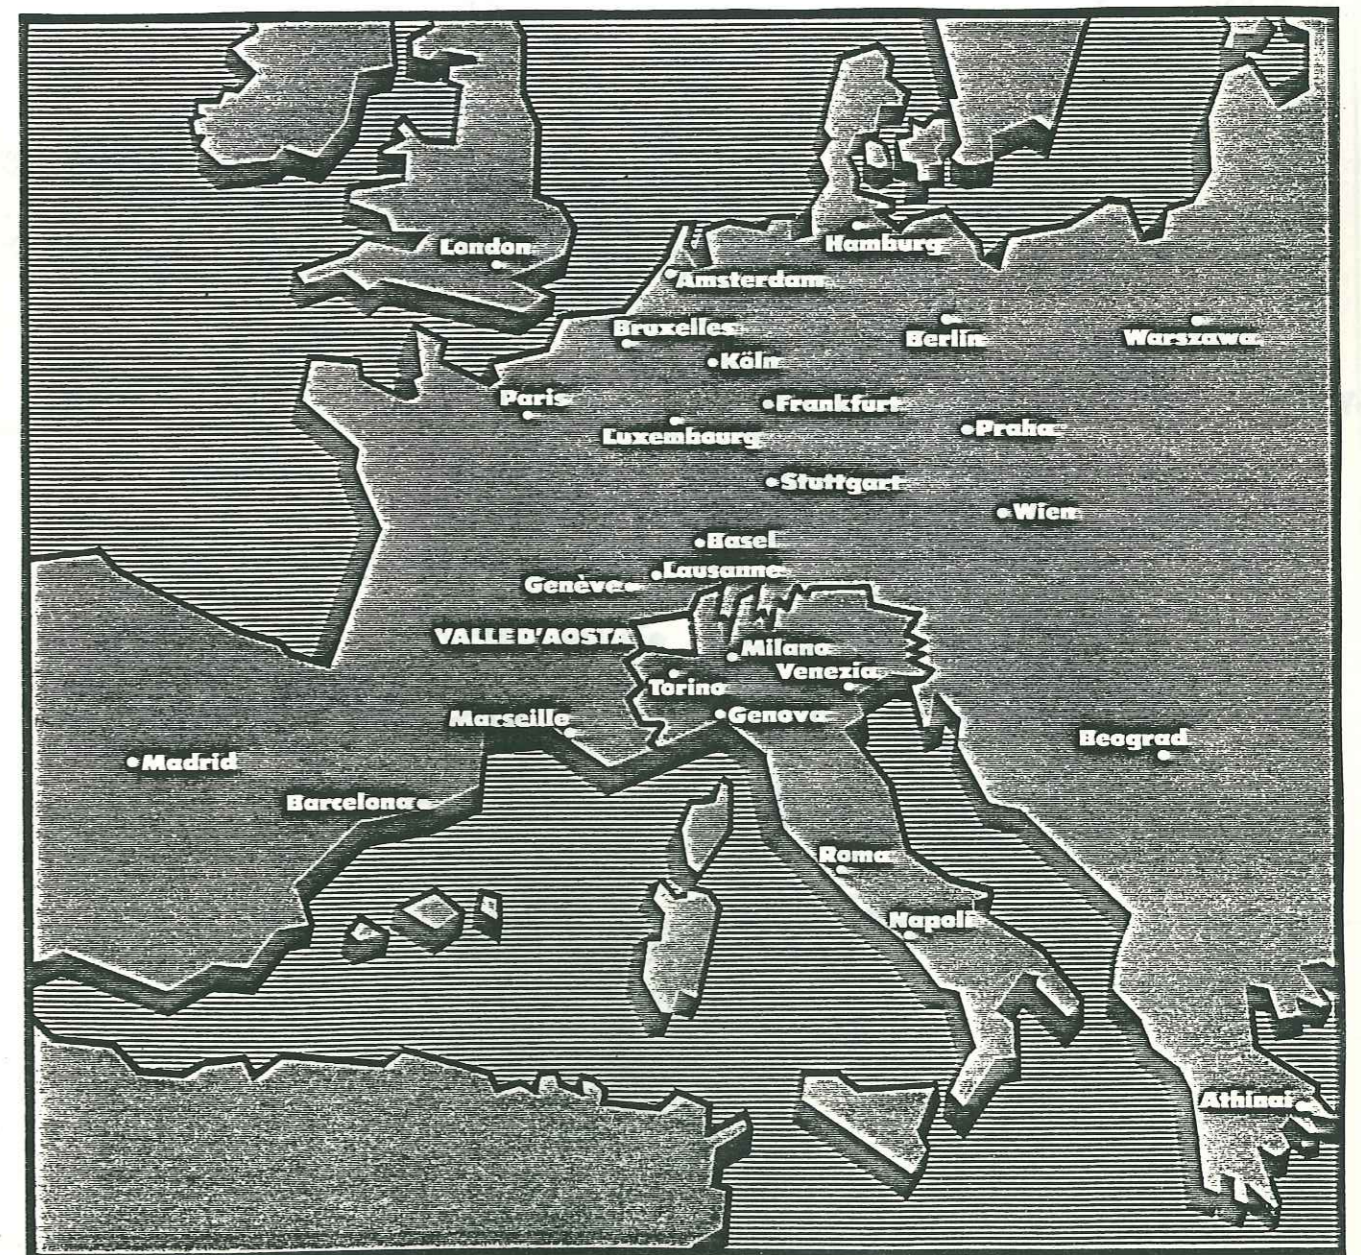 London
Hamburg
Amsterdam
Bruxelles
Berlin
Warszawa
Köln
Paris
Frankfurt
Luxembourg
Praha
Stuttgart
Wien
Basel
Lausanne
Genève
VALLE D'AOSTA
Milano
Venezia
Torino
Marseille
Genova
Beograd
Madrid
Barcelona
Roma
Napoli
Athinai